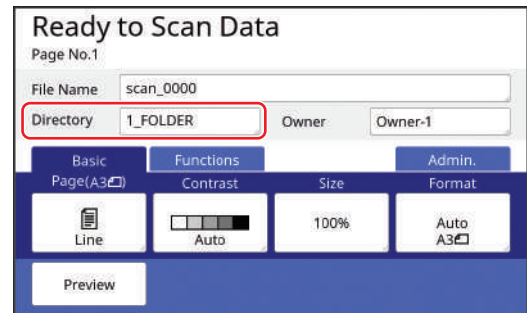 Ready to Scan Data
Page No.1
File Name scan_0000
Directory 1_FOLDER Owner Owner-1
Basic Functions Admin.
Page(A3) Contrast Size Format
Line Auto 100% Auto A3
Preview